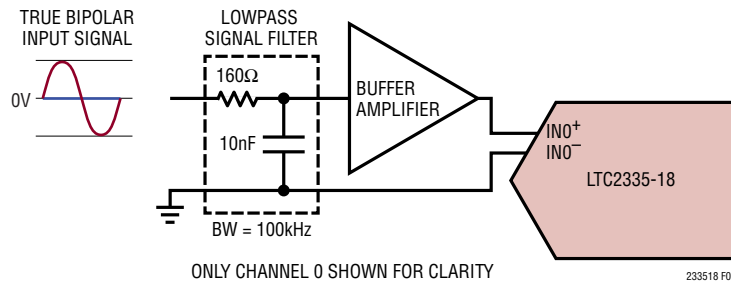 TRUE BIPOLAR
INPUT SIGNAL
LOWPASS
SIGNAL FILTER
0V
160Ω
10nF
BUFFER
AMPLIFIER
IN0+
IN0–
LTC2335-18
BW = 100kHz
ONLY CHANNEL 0 SHOWN FOR CLARITY
233518 F0